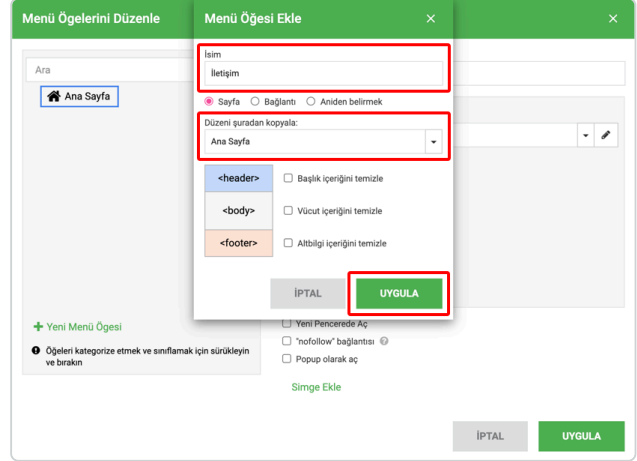 Menü Ögelerini Düzenle
Menü Öğesi Ekle
İsim
İletişim
Ara
Ana Sayfa
Sayfa
Bağlantı
Aniden belirmek
Düzeni şuradan kopyala:
Ana Sayfa
<header>
Başlık içeriğini temizle
<body>
Vücut içeriğini temizle
<footer>
Altbilgi içeriğini temizle
İPTAL
UYGULA
Yeni Menü Ögesi
Öğeleri kategorize etmek ve sınıflamak için sürükleyin
ve bırakın
Yeni Pencerede Aç
"nofollow" bağlantısı
Popup olarak aç
Simge Ekle
İPTAL
UYGULA